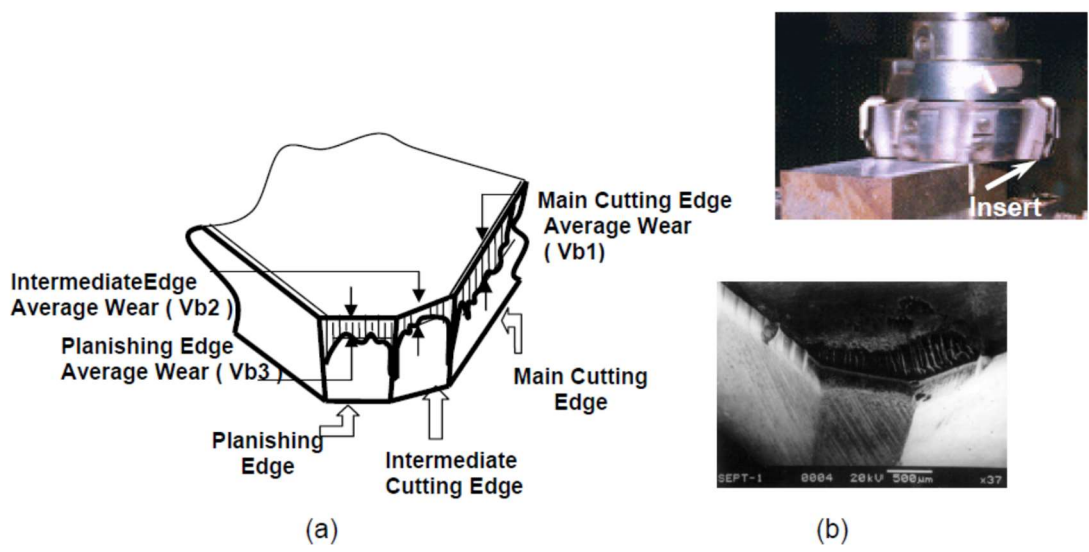 Main Cutting Edge
Average Wear
( Vb1)
IntermediateEdge
Average Wear ( Vb2 )
Planishing Edge
Average Wear ( Vb3 )
Main Cutting
Edge
Planishing
Edge
Intermediate
Cutting Edge
(a)
Insert
SEPT-1 0004 20kV 500µm x37
(b)